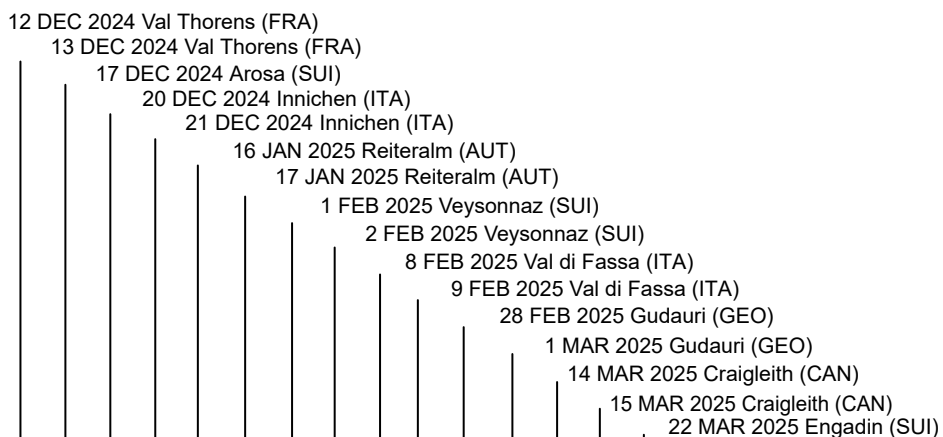 12 DEC 2024 Val Thorens (FRA)
13 DEC 2024 Val Thorens (FRA)
17 DEC 2024 Arosa (SUI)
20 DEC 2024 Innichen (ITA)
21 DEC 2024 Innichen (ITA)
16 JAN 2025 Reiteralm (AUT)
17 JAN 2025 Reiteralm (AUT)
1 FEB 2025 Veysonnaz (SUI)
2 FEB 2025 Veysonnaz (SUI)
8 FEB 2025 Val di Fassa (ITA)
9 FEB 2025 Val di Fassa (ITA)
28 FEB 2025 Gudauri (GEO)
1 MAR 2025 Gudauri (GEO)
14 MAR 2025 Craigleith (CAN)
15 MAR 2025 Craigleith (CAN)
22 MAR 2025 Engadin (SUI)